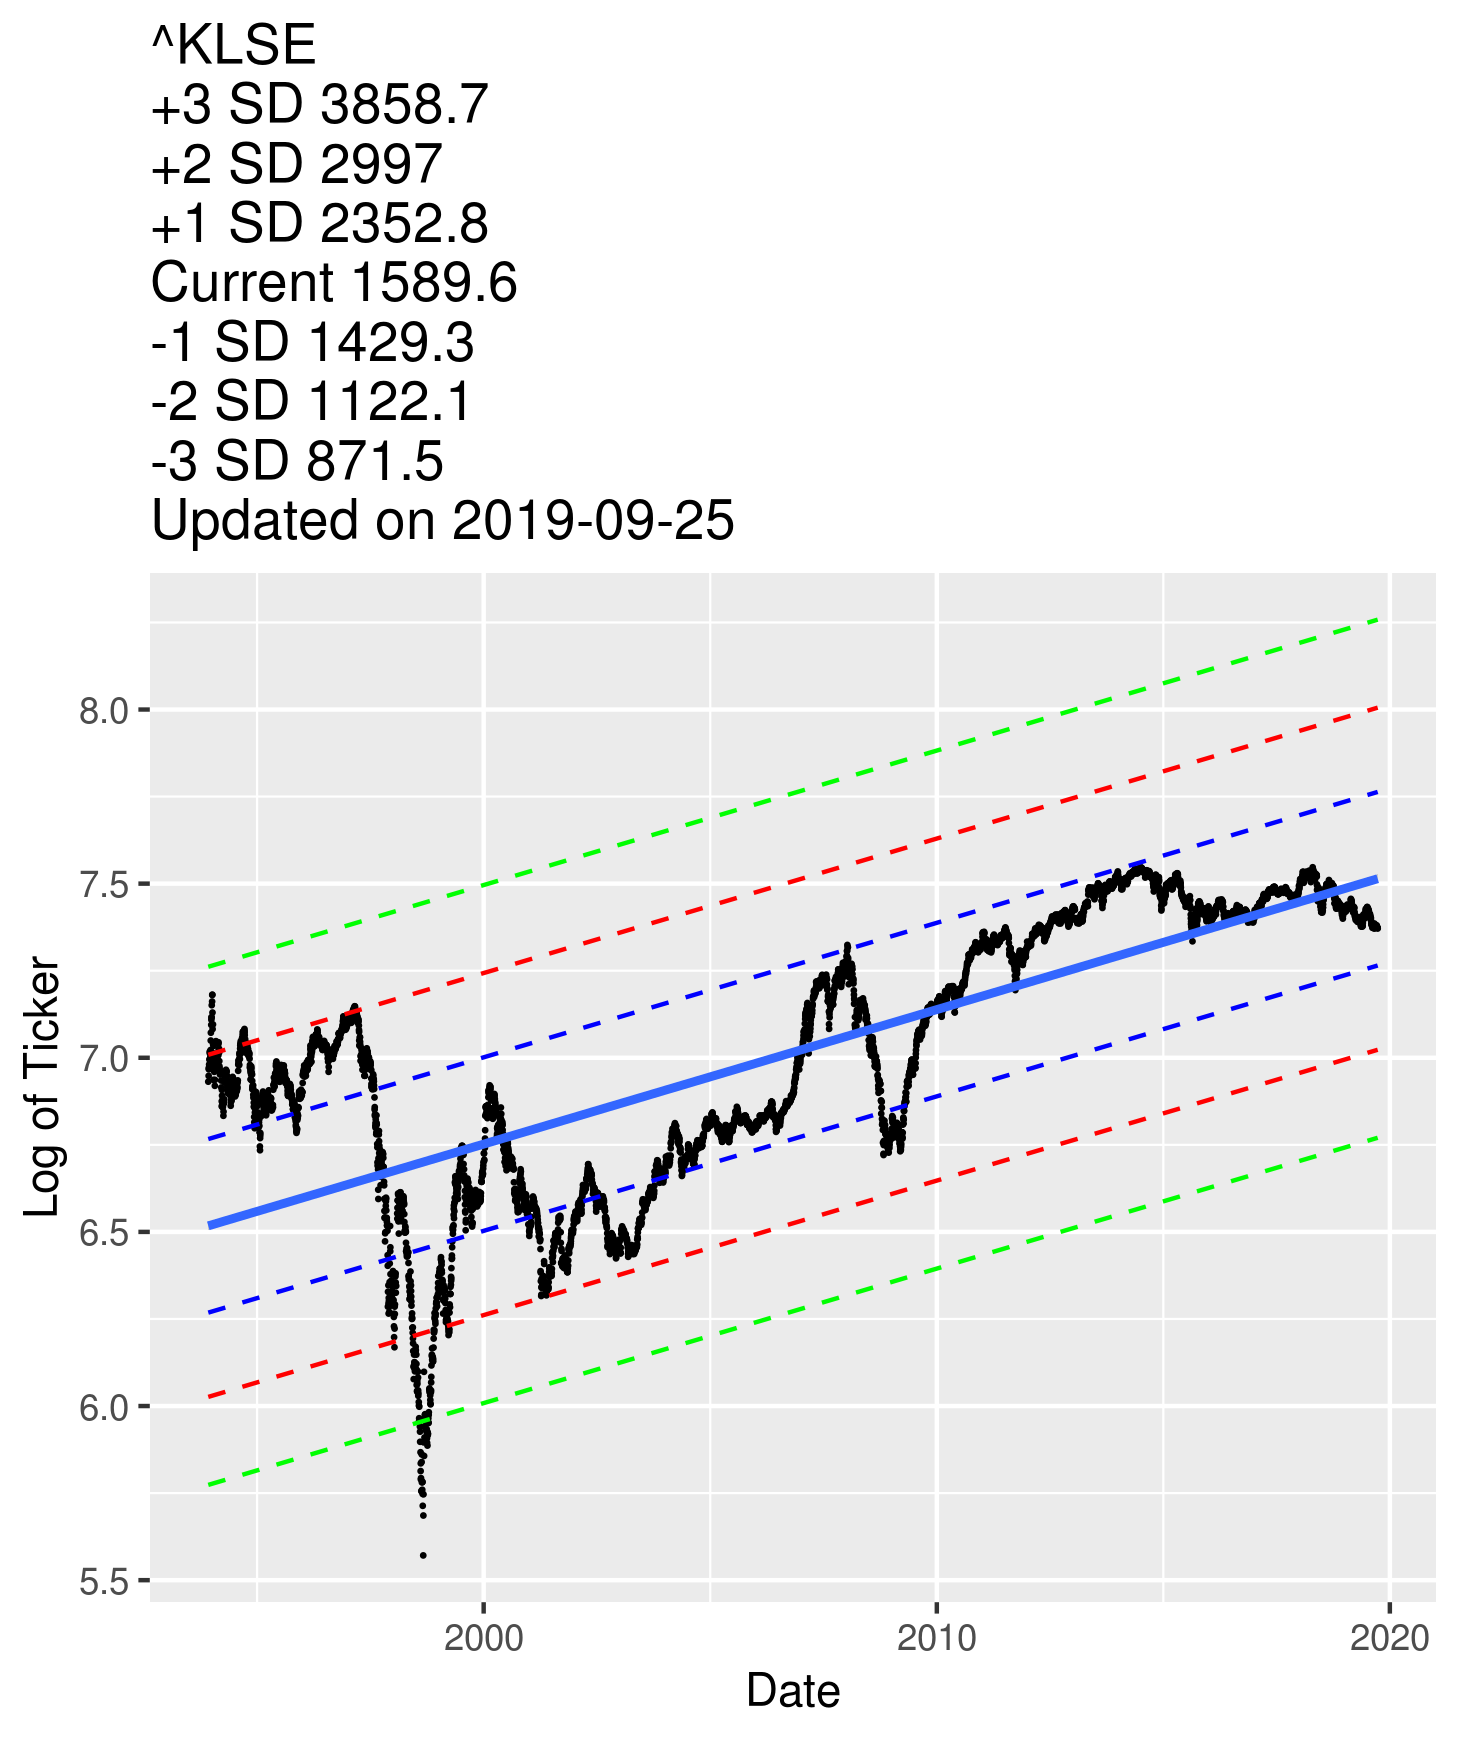 ^KLSE
+3 SD 3858.7
+2 SD 2997
+1 SD 2352.8
Current 1589.6
-1 SD 1429.3
-2 SD 1122.1
-3 SD 871.5
Updated on 2019-09-25
Log of Ticker
8.0
7.5
7.0
6.5
6.0
5.5
2000
2010
2020
Date